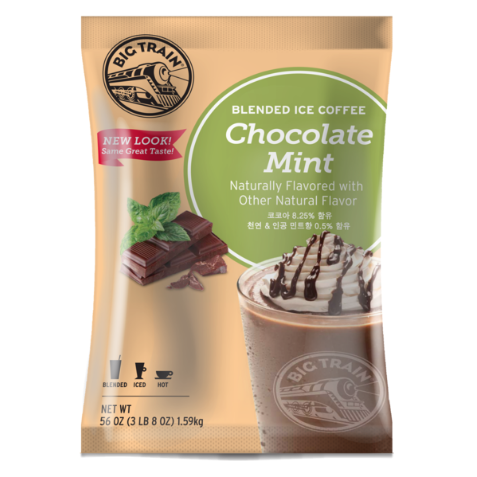 BIG TRAIN®
BLENDED ICE COFFEE
Chocolate
Mint
Naturally Flavored with
Other Natural Flavor
코코아 8.25% 함유
천연 & 인공 민트향 0.5% 함유
NEW LOOK!
Same Great Taste!
BIG TRAIN
BLENDED ICED HOT
NET WT
56 OZ (3 LB 8 OZ) 1.59kg